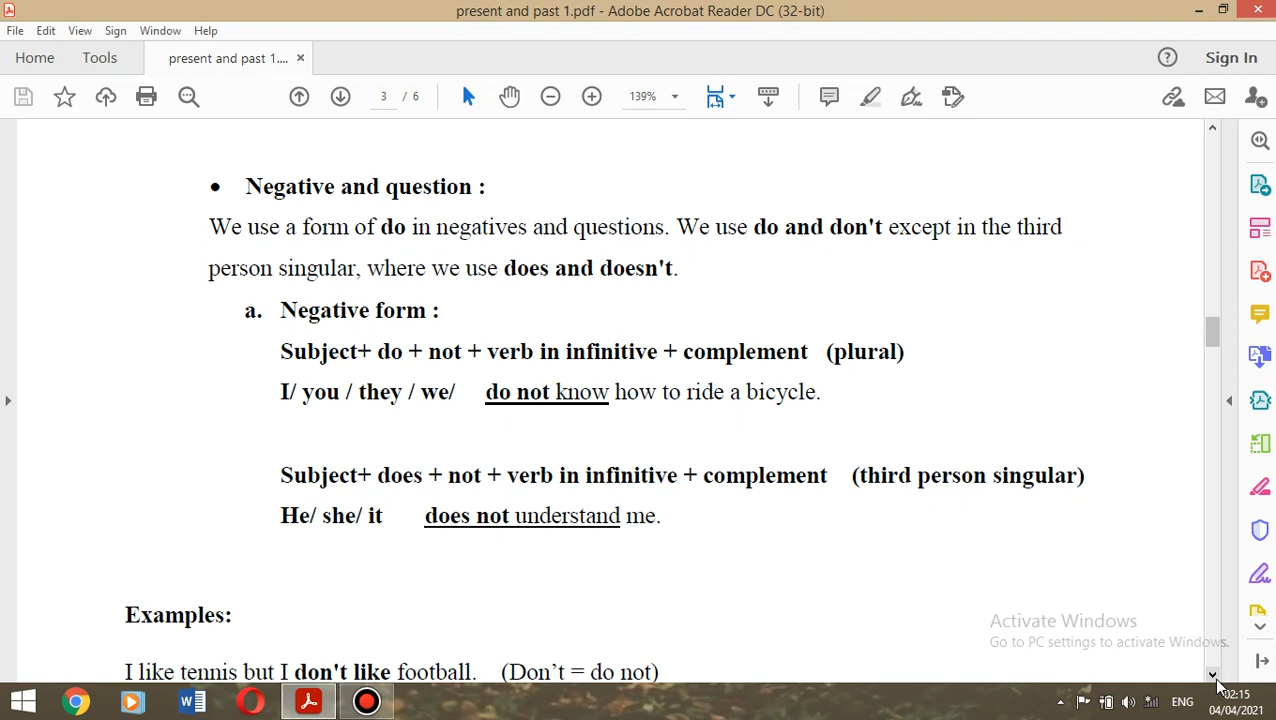 present and past 1.pdf - Adobe Acrobat Reader DC (32-bit)
File Edit View Sign Window Help
Home Tools present and past 1.... × Sign In
3 / 6 139%
• Negative and question :
We use a form of do in negatives and questions. We use do and don't except in the third
person singular, where we use does and doesn't.
a. Negative form :
Subject+ do + not + verb in infinitive + complement (plural)
I/ you / they / we/ do not know how to ride a bicycle.
Subject+ does + not + verb in infinitive + complement (third person singular)
He/ she/ it does not understand me.
Examples:
I like tennis but I don't like football. (Don’t = do not)
Activate Windows
Go to PC settings to activate Windows.
ENG 02:15
04/04/2021